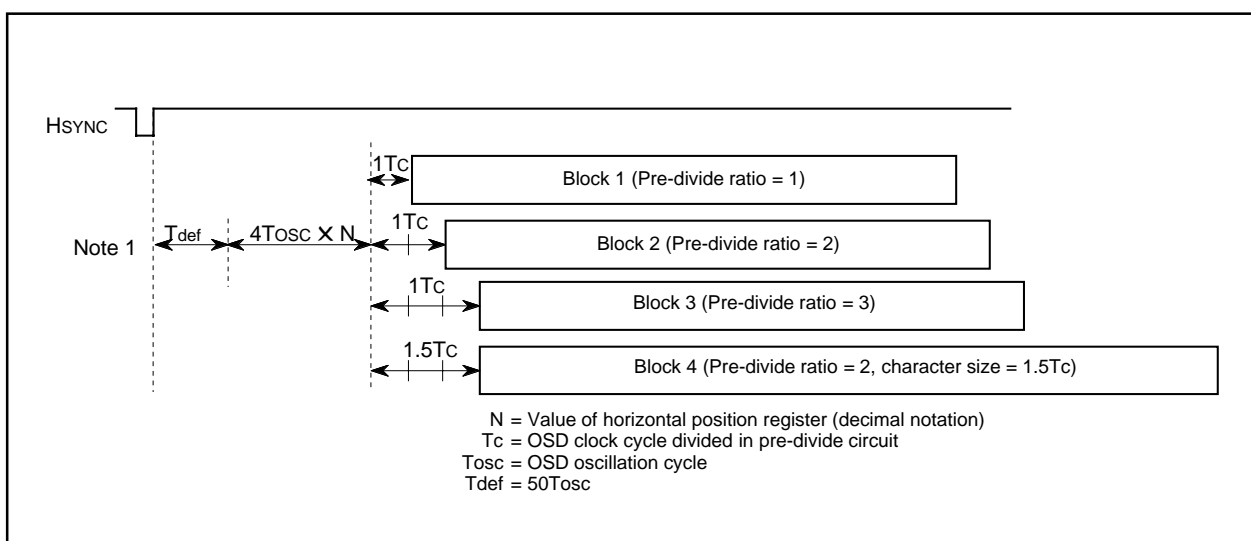 HSYNC
1TC
Block 1 (Pre-divide ratio = 1)
Note 1
Tdef
4TOSC × N
1TC
Block 2 (Pre-divide ratio = 2)
1TC
Block 3 (Pre-divide ratio = 3)
1.5TC
Block 4 (Pre-divide ratio = 2, character size = 1.5Tc)
N = Value of horizontal position register (decimal notation)
Tc = OSD clock cycle divided in pre-divide circuit
Tosc = OSD oscillation cycle
Tdef = 50Tosc